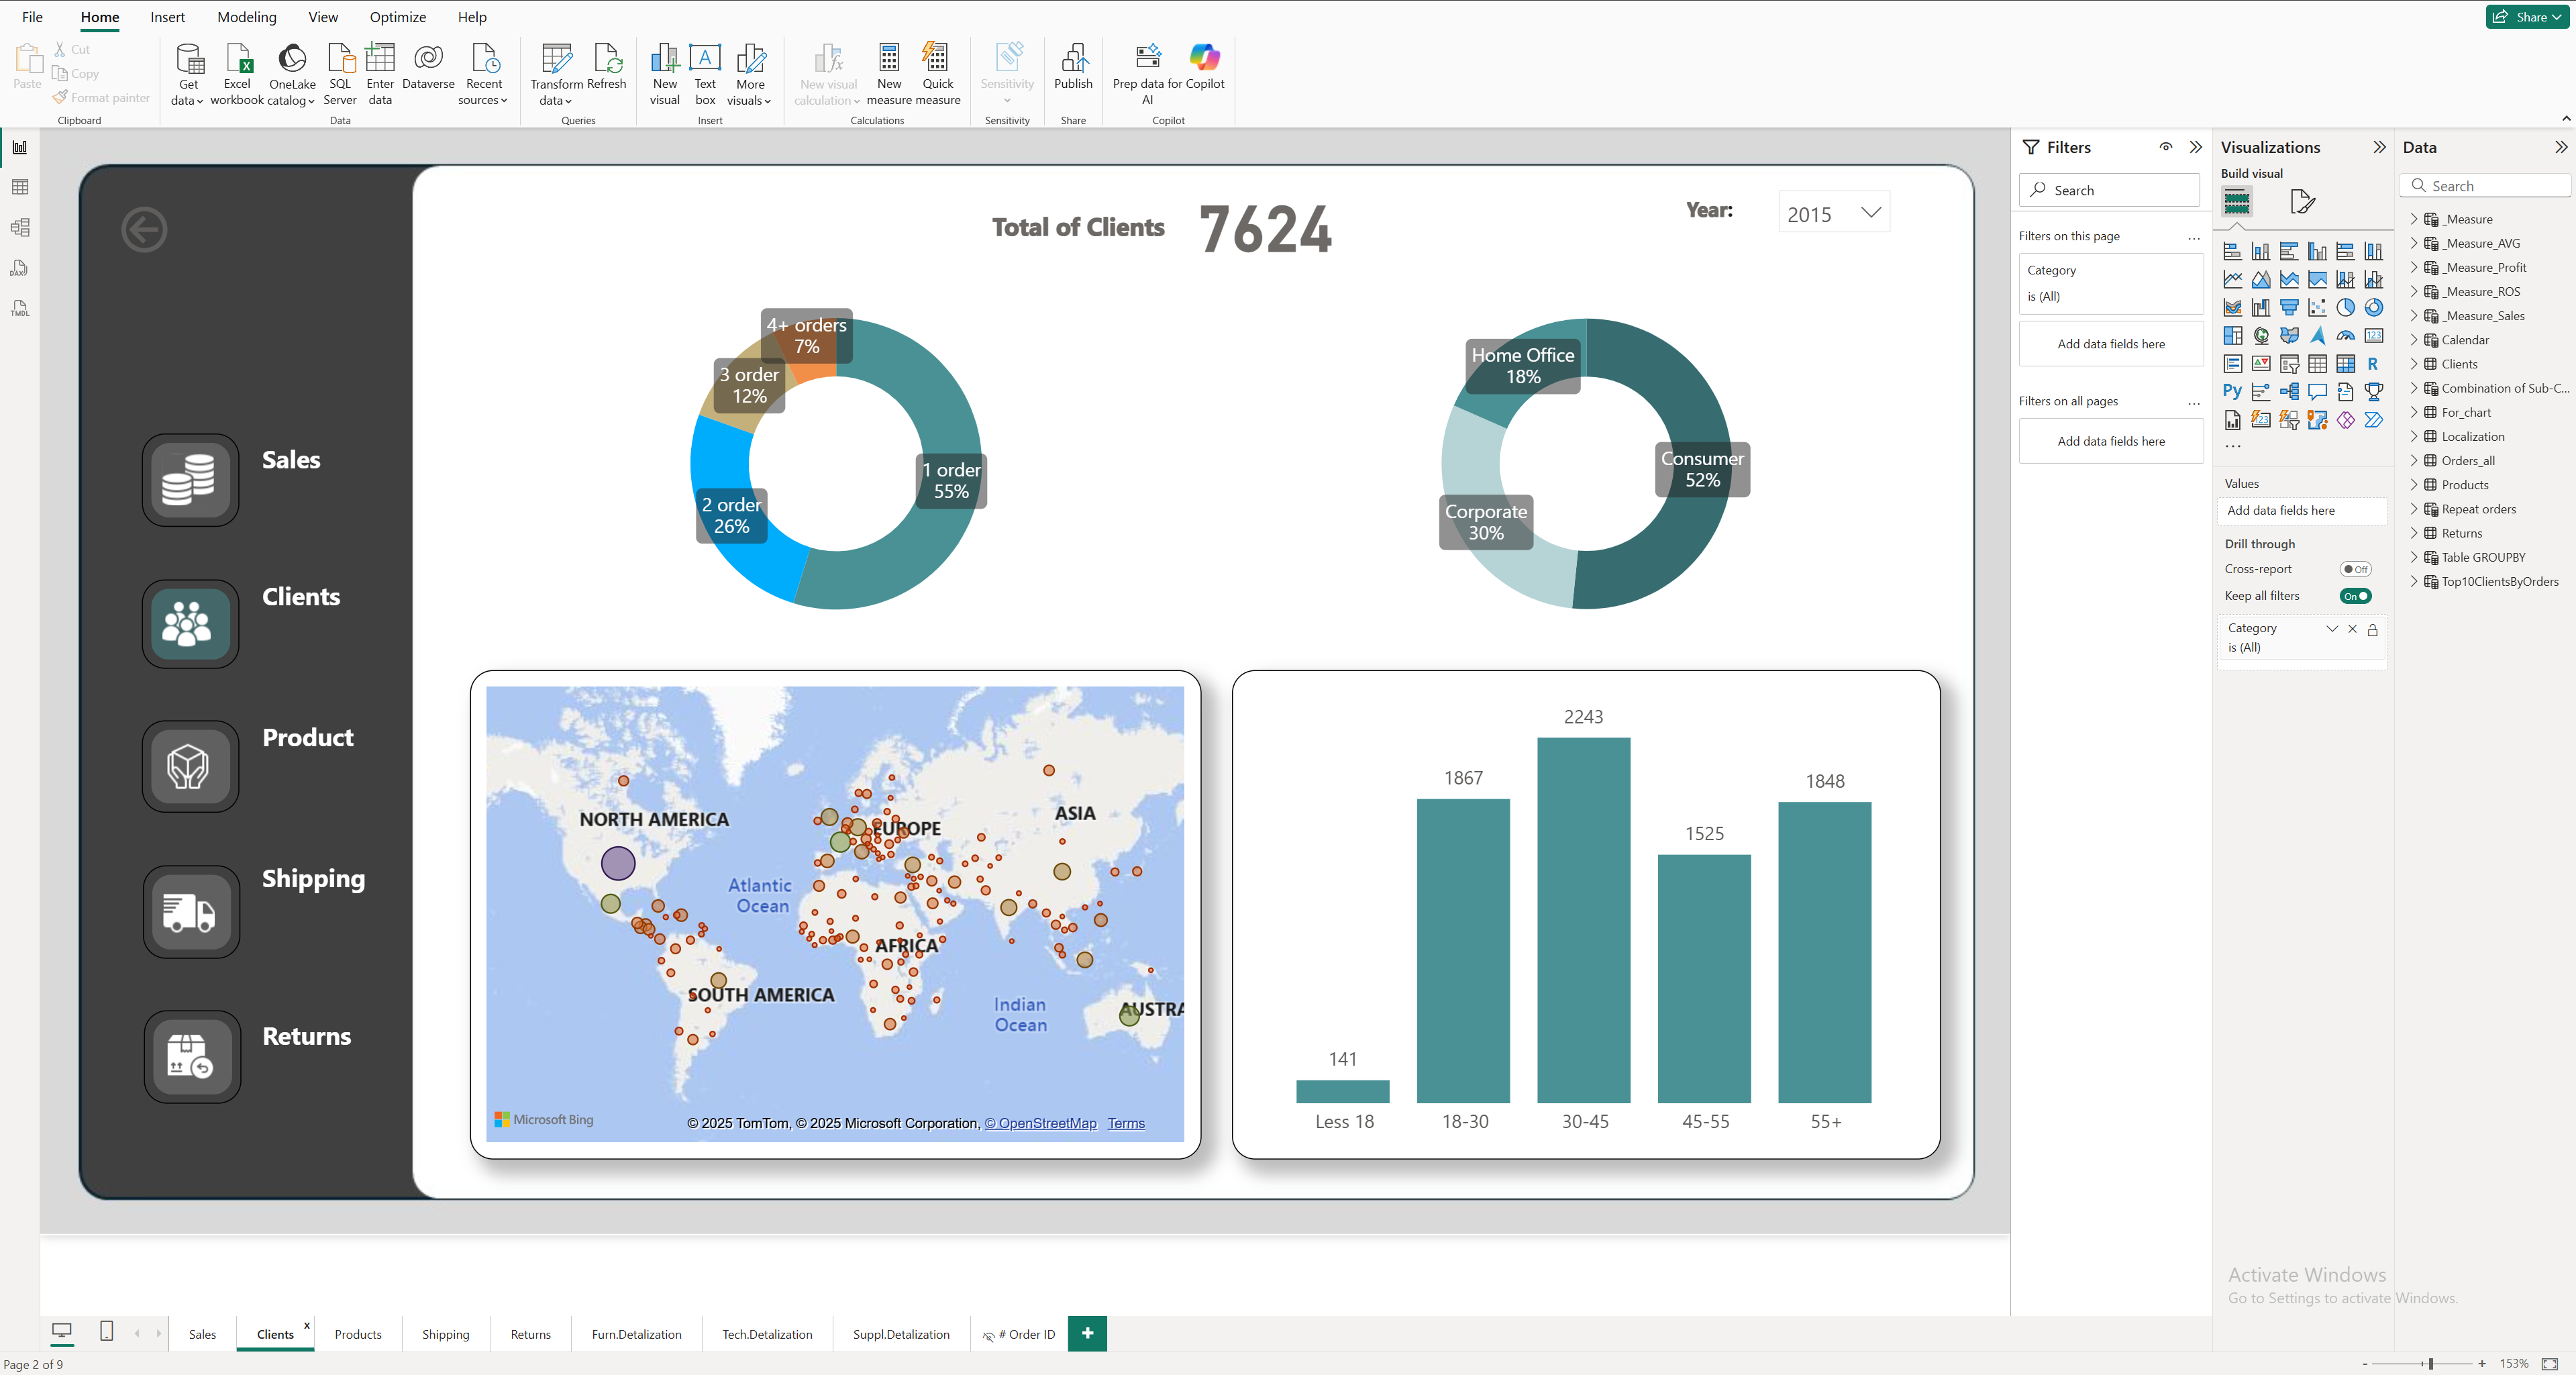 File Home Insert Modeling View Optimize Help
Share
Paste
Cut
Copy
Format painter
Clipboard
Get data
Excel workbook
OneLake catalog
SQL Server
Enter data
Dataverse
Recent sources
Data
Transform data
Refresh
Queries
New visual
Text box
More visuals
Insert
New visual calculation
New measure
Quick measure
Calculations
Sensitivity
Sensitivity
Publish
Share
Prep data for AI
Copilot
Copilot
DAX
TMDL
Total of Clients 7624
Year: 2015
Sales
Clients
Product
Shipping
Returns
4+ orders
7%
3 order
12%
2 order
26%
1 order
55%
Home Office
18%
Corporate
30%
Consumer
52%
NORTH AMERICA
EUROPE
ASIA
Atlantic
Ocean
AFRICA
SOUTH AMERICA
Indian
Ocean
AUSTRA
Microsoft Bing
© 2025 TomTom, © 2025 Microsoft Corporation, © OpenStreetMap Terms
141
1867
2243
1525
1848
Less 18 18-30 30-45 45-55 55+
Filters
Search
Filters on this page
Category
is (All)
Add data fields here
Filters on all pages
Add data fields here
Visualizations
Build visual
123
R
Py
123
Values
Add data fields here
Drill through
Cross-report Off
Keep all filters On
Category
is (All)
Data
Search
_Measure
_Measure_AVG
_Measure_Profit
_Measure_ROS
_Measure_Sales
Calendar
Clients
Combination of Sub-C...
For_chart
Localization
Orders_all
Products
Repeat orders
Returns
Table GROUPBY
Top10ClientsByOrders
Activate Windows
Go to Settings to activate Windows.
Sales Clients x Products Shipping Returns Furn.Detalization Tech.Detalization Suppl.Detalization # Order ID +
Page 2 of 9
- + 153%